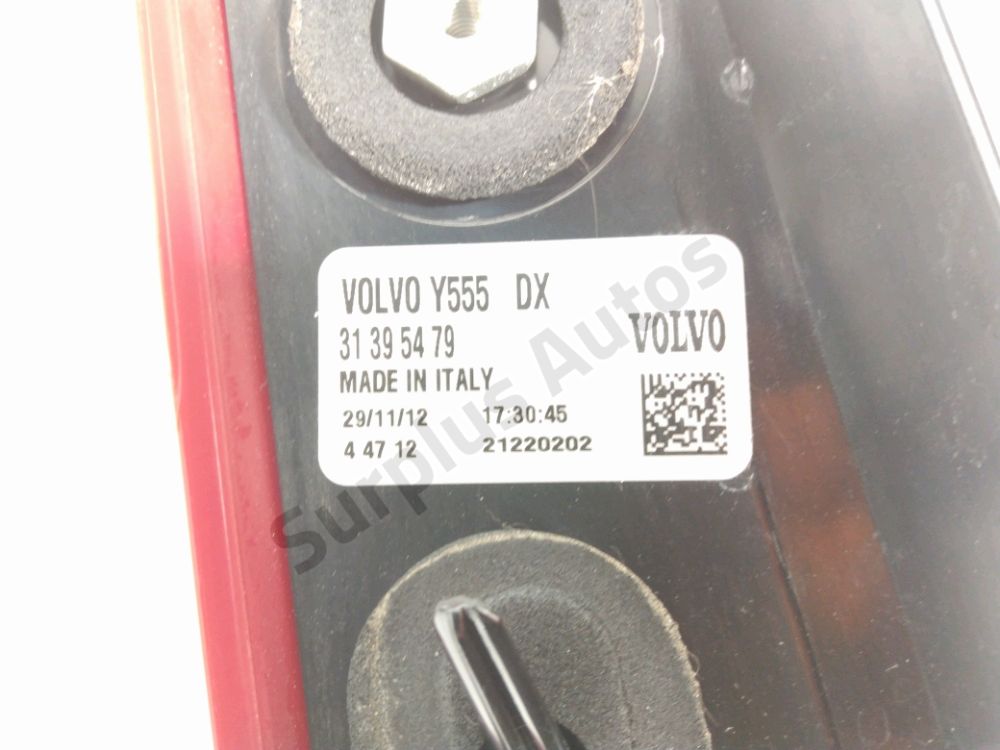 VOLVO Y555 DX
31 39 54 79
VOLVO
MADE IN ITALY
29/11/12 17:30:45
4 47 12 21220202
Surplus Autos